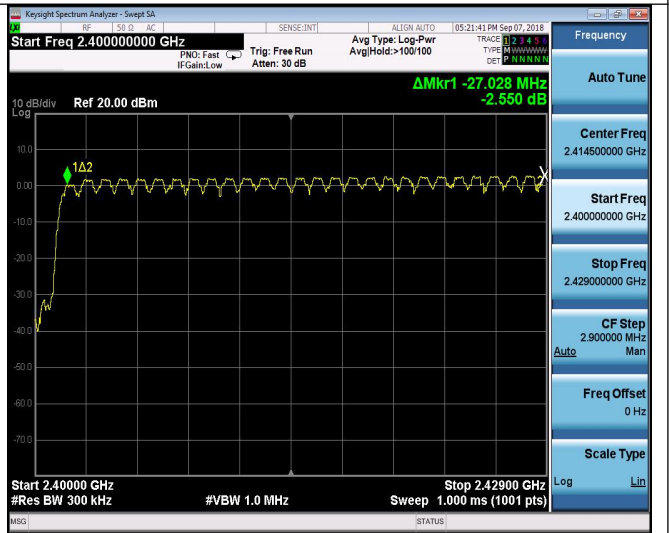 Keysight Spectrum Analyzer - Swept SA
RF 50 Ω AC SENSE:INT ALIGN AUTO 05:21:41 PM Sep 07, 2018
Start Freq 2.400000000 GHz
PNO: Fast
IFGain:Low
Trig: Free Run
Atten: 30 dB
Avg Type: Log-Pwr
Avg|Hold:>100/100
TRACE 1 2 3 4 5 6
TYPE M W W W W W
DET P N N N N N
ΔMkr1 -27.028 MHz
-2.550 dB
10 dB/div Ref 20.00 dBm
Log
10.0
1Δ2
0.00
-10.0
-20.0
-30.0
-40.0
-50.0
-60.0
-70.0
Start 2.40000 GHz Stop 2.42900 GHz
#Res BW 300 kHz #VBW 1.0 MHz Sweep 1.000 ms (1001 pts)
MSG STATUS
Frequency
Auto Tune
Center Freq
2.414500000 GHz
Start Freq
2.400000000 GHz
Stop Freq
2.429000000 GHz
CF Step
2.900000 MHz
Auto Man
Freq Offset
0 Hz
Scale Type
Log Lin